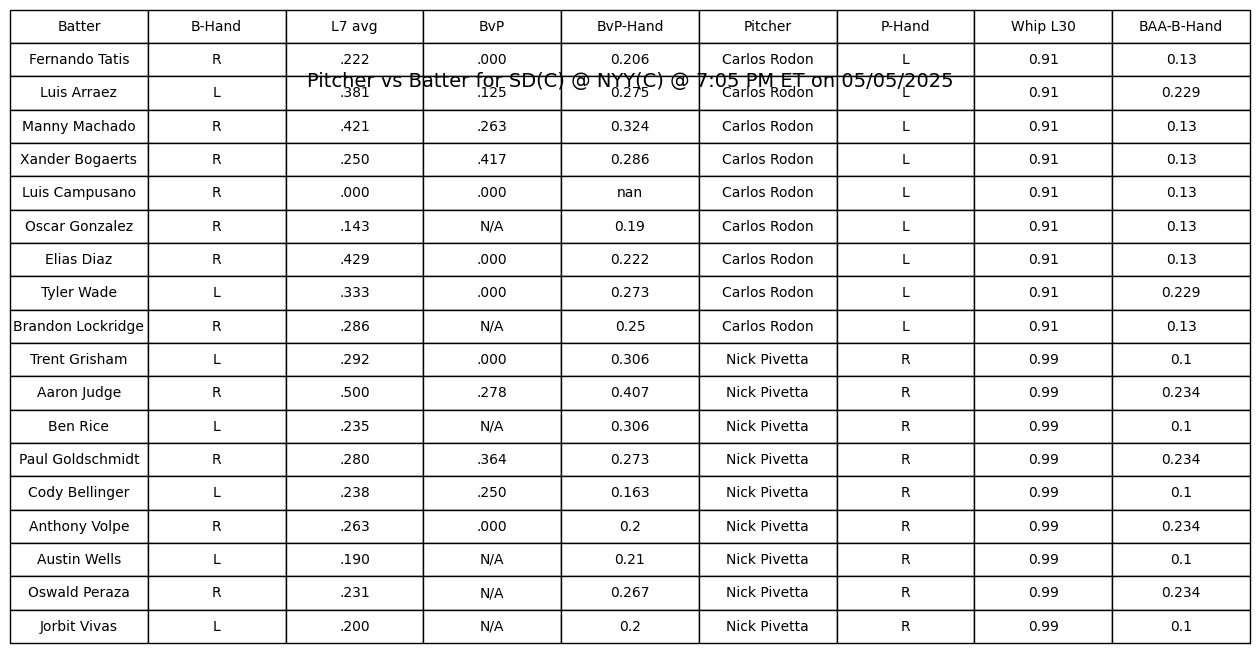 Batter B-Hand L7 avg BvP BvP-Hand Pitcher P-Hand Whip L30 BAA-B-Hand
Fernando Tatis R .222 .000 0.206 Carlos Rodon L 0.91 0.13
Pitcher vs Batter for SD(C) @ NYY(C) @ 7:05 PM ET on 05/05/2025
Luis Arraez L .381 .125 0.275 Carlos Rodon L 0.91 0.229
Manny Machado R .421 .263 0.324 Carlos Rodon L 0.91 0.13
Xander Bogaerts R .250 .417 0.286 Carlos Rodon L 0.91 0.13
Luis Campusano R .000 .000 nan Carlos Rodon L 0.91 0.13
Oscar Gonzalez R .143 N/A 0.19 Carlos Rodon L 0.91 0.13
Elias Diaz R .429 .000 0.222 Carlos Rodon L 0.91 0.13
Tyler Wade L .333 .000 0.273 Carlos Rodon L 0.91 0.229
Brandon Lockridge R .286 N/A 0.25 Carlos Rodon L 0.91 0.13
Trent Grisham L .292 .000 0.306 Nick Pivetta R 0.99 0.1
Aaron Judge R .500 .278 0.407 Nick Pivetta R 0.99 0.234
Ben Rice L .235 N/A 0.306 Nick Pivetta R 0.99 0.1
Paul Goldschmidt R .280 .364 0.273 Nick Pivetta R 0.99 0.234
Cody Bellinger L .238 .250 0.163 Nick Pivetta R 0.99 0.1
Anthony Volpe R .263 .000 0.2 Nick Pivetta R 0.99 0.234
Austin Wells L .190 N/A 0.21 Nick Pivetta R 0.99 0.1
Oswald Peraza R .231 N/A 0.267 Nick Pivetta R 0.99 0.234
Jorbit Vivas L .200 N/A 0.2 Nick Pivetta R 0.99 0.1